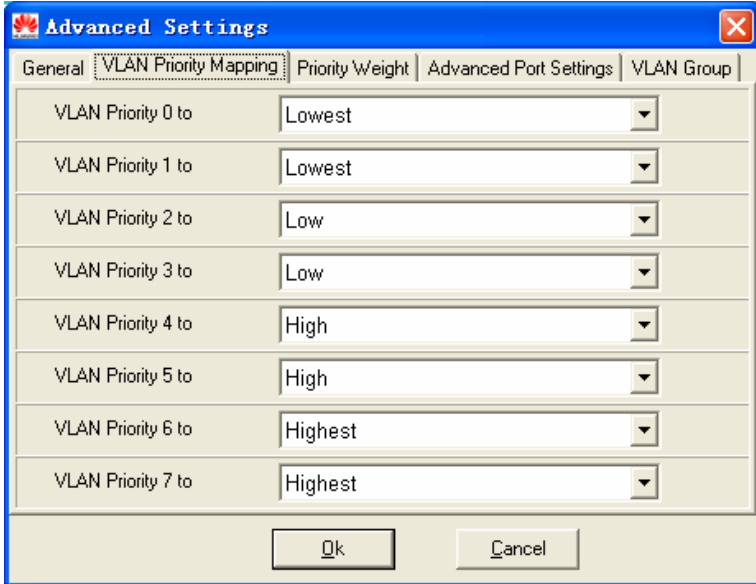 Advanced Settings
General VLAN Priority Mapping Priority Weight Advanced Port Settings VLAN Group
VLAN Priority 0 to Lowest
VLAN Priority 1 to Lowest
VLAN Priority 2 to Low
VLAN Priority 3 to Low
VLAN Priority 4 to High
VLAN Priority 5 to High
VLAN Priority 6 to Highest
VLAN Priority 7 to Highest
Ok Cancel